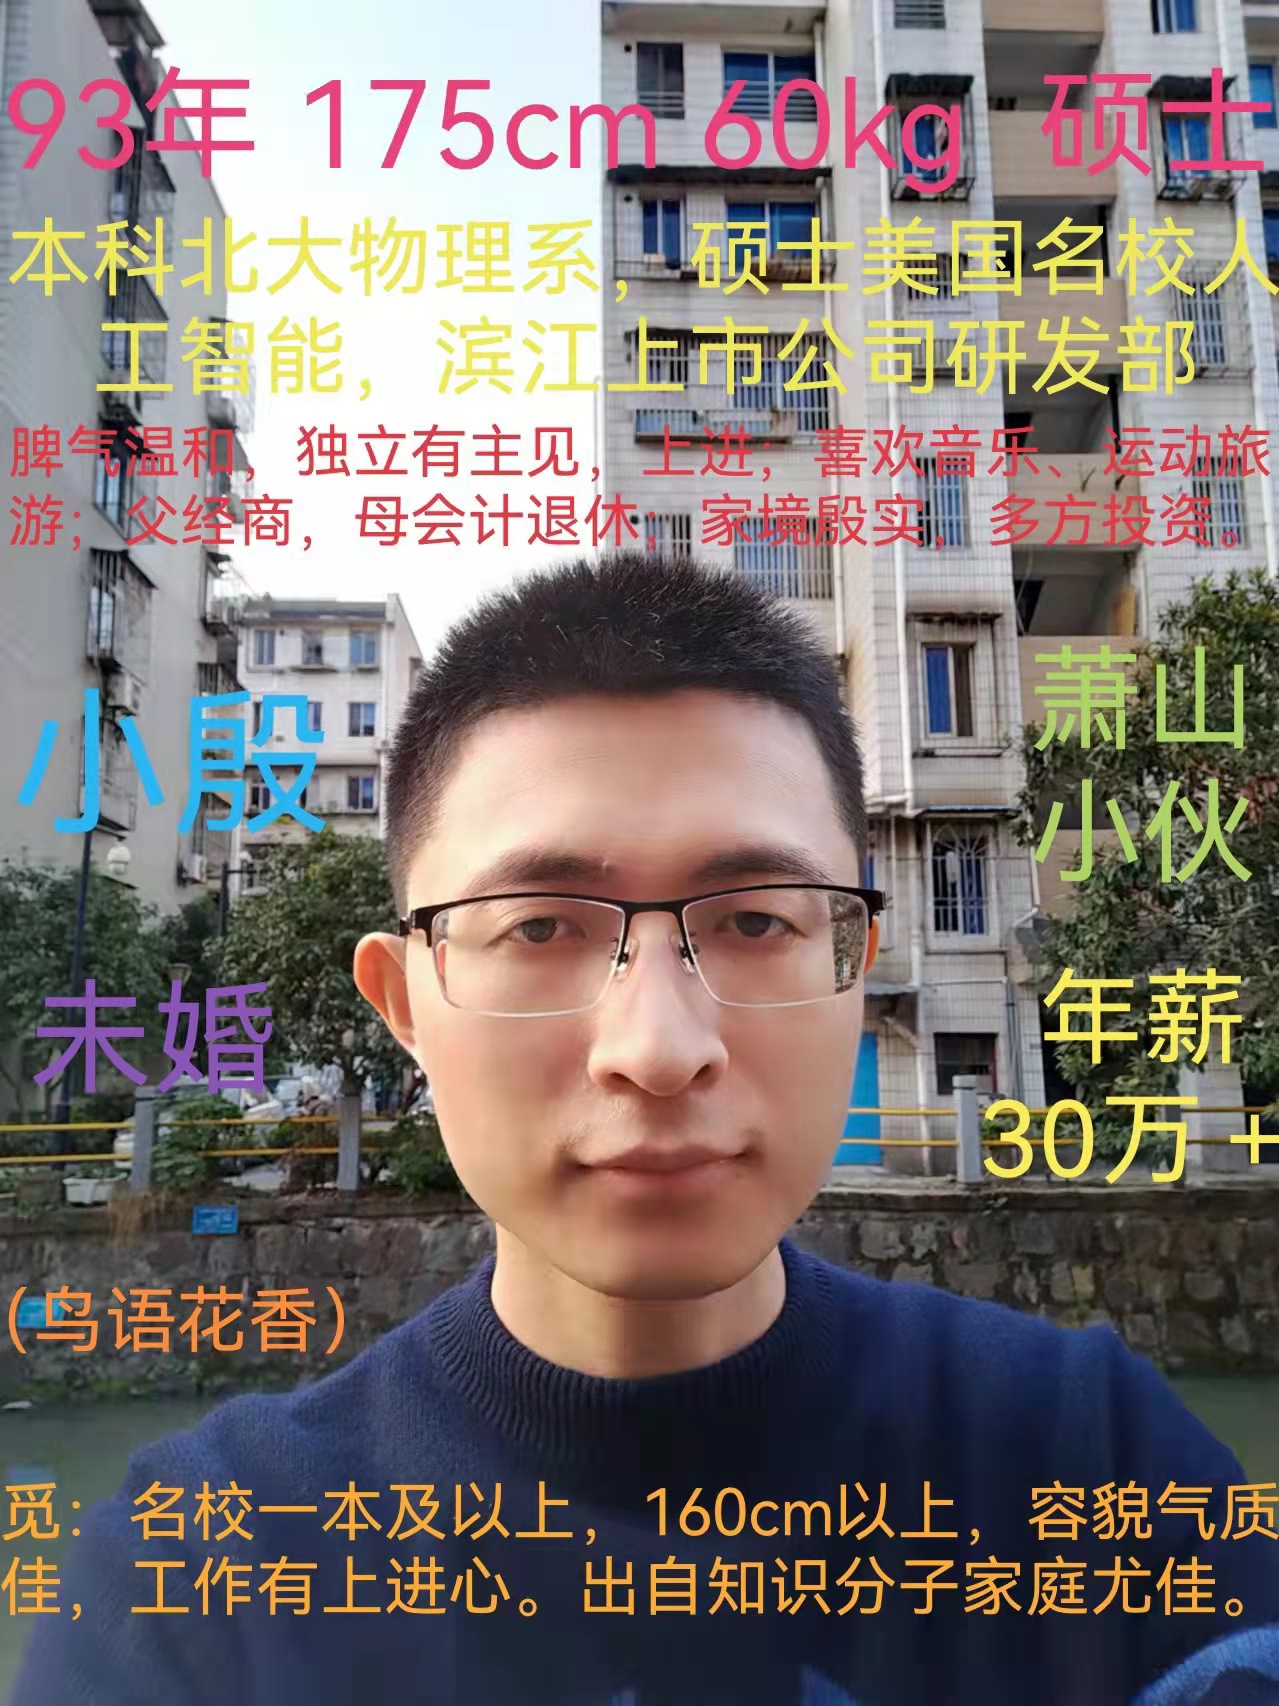 93年 175cm 60kg 硕士
本科北大物理系，硕士美国名校人
工智能，滨江上市公司研发部
脾气温和，独立有主见，上进；喜欢音乐、运动旅
游；父经商，母会计退休；家境殷实，多方投资。
小殷
萧山
小伙
未婚
年薪
30万＋
（鸟语花香）
觅：名校一本及以上，160cm以上，容貌气质
佳，工作有上进心。出自知识分子家庭尤佳。